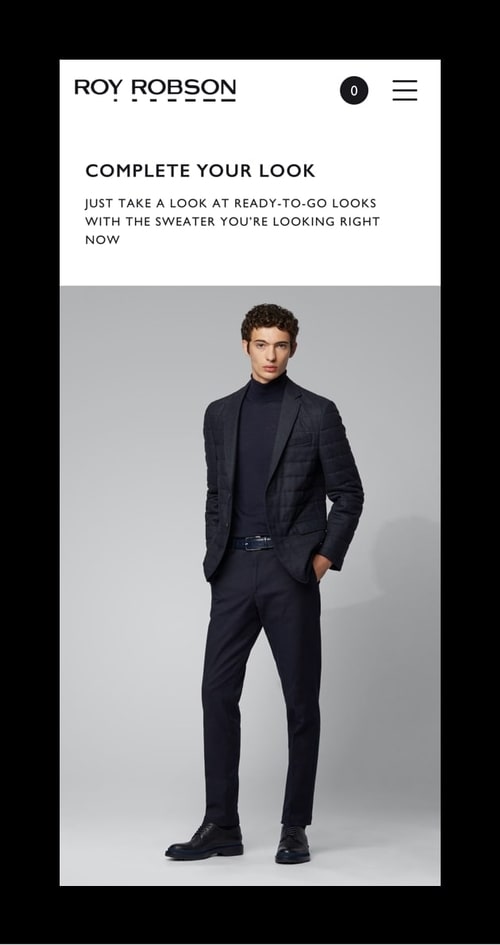 ROY ROBSON
0
COMPLETE YOUR LOOK
JUST TAKE A LOOK AT READY-TO-GO LOOKS
WITH THE SWEATER YOU'RE LOOKING RIGHT
NOW